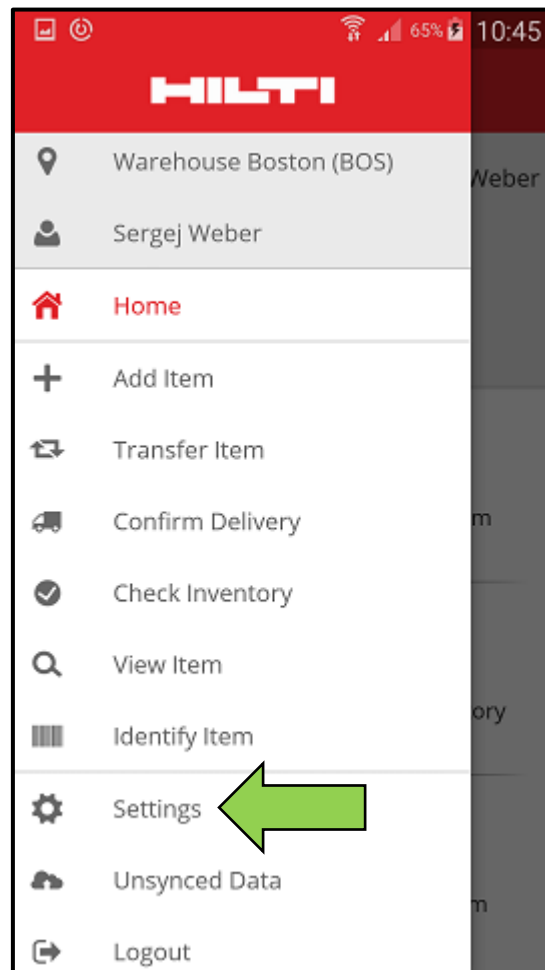 65% 10:45
HILTI
Warehouse Boston (BOS)
Weber
Sergej Weber
Home
Add Item
Transfer Item
Confirm Delivery
m
Check Inventory
View Item
ory
Identify Item
Settings
Unsynced Data
m
Logout